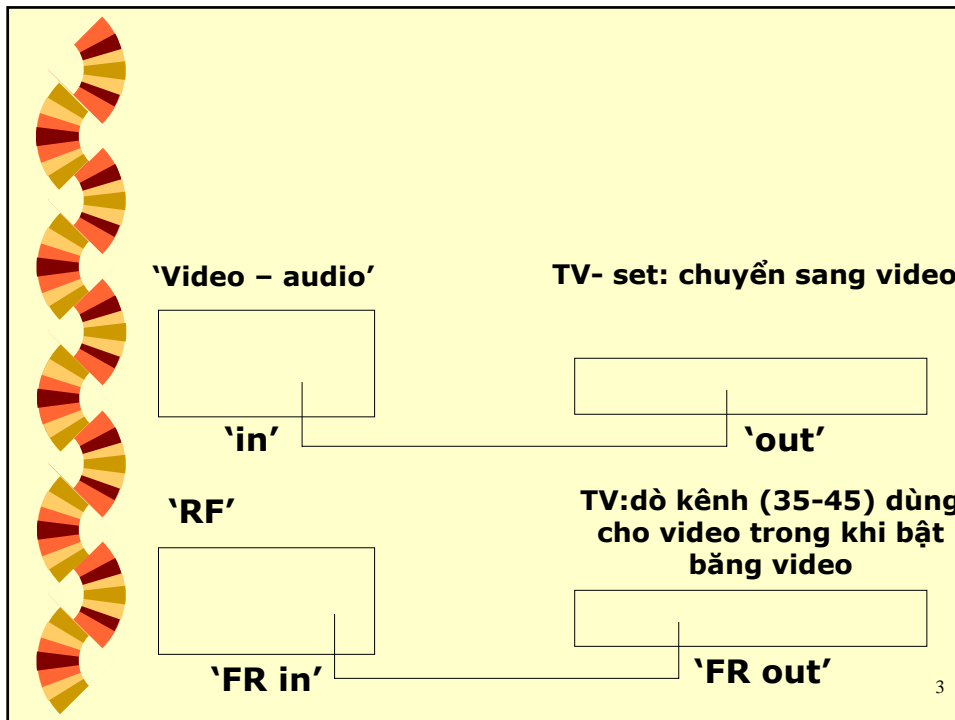 ‘Video – audio’
TV- set: chuyển sang video
‘in’
‘out’
‘RF’
TV:dò kênh (35-45) dùng
cho video trong khi bật
băng video
‘FR in’
‘FR out’
3